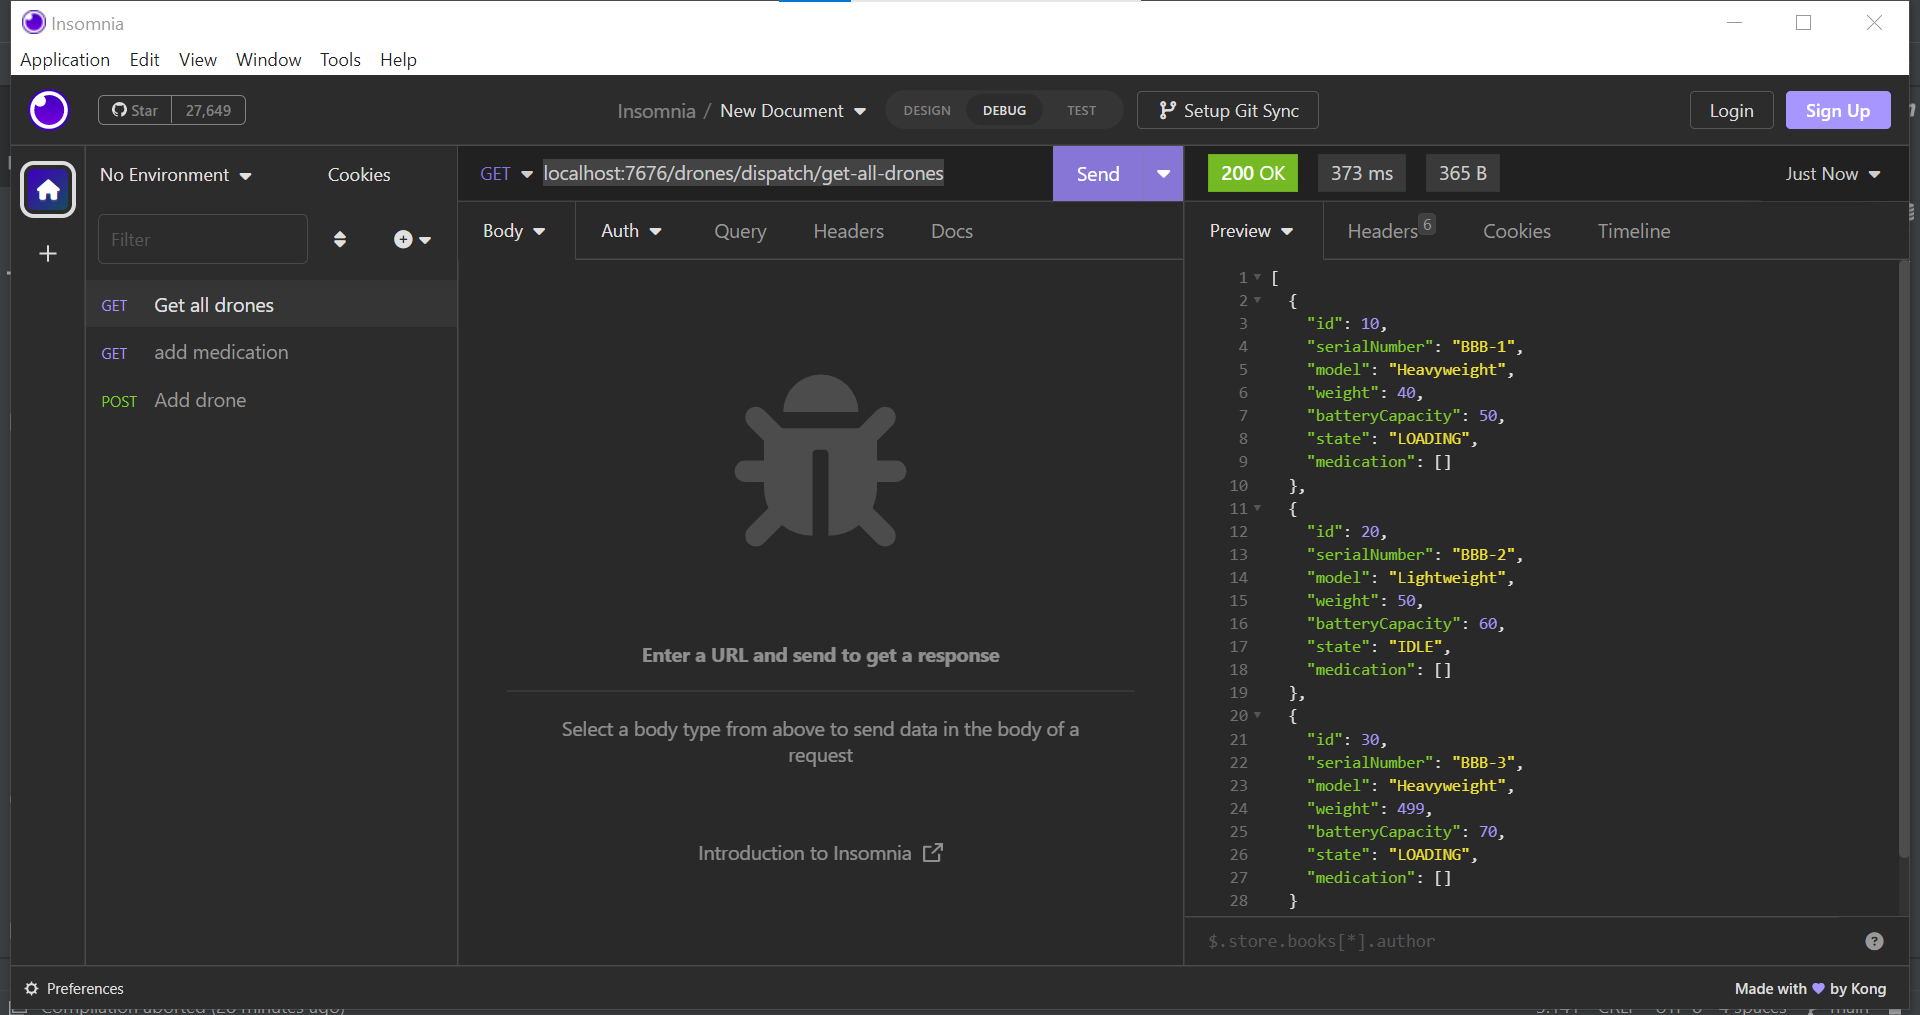 Insomnia
Application Edit View Window Tools Help
Star 27,649
Insomnia / New Document
DESIGN DEBUG TEST
Setup Git Sync
Login Sign Up
No Environment Cookies
GET localhost:7676/drones/dispatch/get-all-drones Send
200 OK 373 ms 365 B Just Now
Filter
Body Auth Query Headers Docs
Preview Headers 6 Cookies Timeline
GET Get all drones
GET add medication
POST Add drone
Enter a URL and send to get a response
Select a body type from above to send data in the body of a
request
Introduction to Insomnia
1 [
2 {
3 "id": 10,
4 "serialNumber": "BBB-1",
5 "model": "Heavyweight",
6 "weight": 40,
7 "batteryCapacity": 50,
8 "state": "LOADING",
9 "medication": []
10 },
11 {
12 "id": 20,
13 "serialNumber": "BBB-2",
14 "model": "Lightweight",
15 "weight": 50,
16 "batteryCapacity": 60,
17 "state": "IDLE",
18 "medication": []
19 },
20 {
21 "id": 30,
22 "serialNumber": "BBB-3",
23 "model": "Heavyweight",
24 "weight": 499,
25 "batteryCapacity": 70,
26 "state": "LOADING",
27 "medication": []
28 }
$.store.books[*].author ?
Preferences
Made with 💜 by Kong